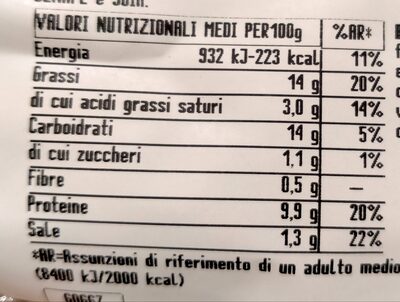 SENAPE e SOIA.
VALORI NUTRIZIONALI MEDI PER100g %AR*
Energia 932 kJ-223 kcal 11%
Grassi 14 g 20%
di cui acidi grassi saturi 3,0 g 14%
Carboidrati 14 g 5%
di cui zuccheri 1,1 g 1%
Fibre 0,5 g —
Proteine 9,9 g 20%
Sale 1,3 g 22%
*AR=Assunzioni di riferimento di un adulto medio
(8400 kJ/2000 kcal)